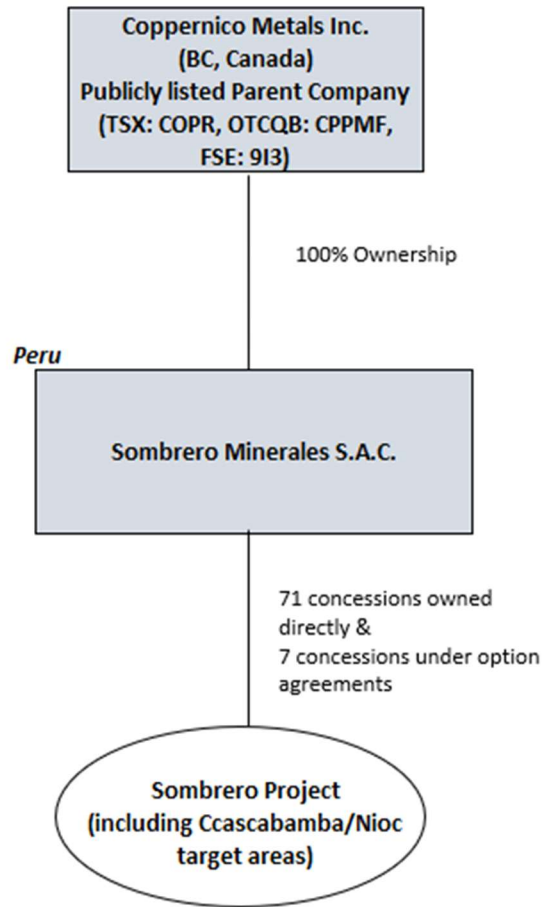 Coppernico Metals Inc.
(BC, Canada)
Publicly listed Parent Company
(TSX: COPR, OTCQB: CPPMF,
FSE: 9I3)
100% Ownership
Peru
Sombrero Minerales S.A.C.
71 concessions owned
directly &
7 concessions under option
agreements
Sombrero Project
(including Ccascabamba/Nioc
target areas)